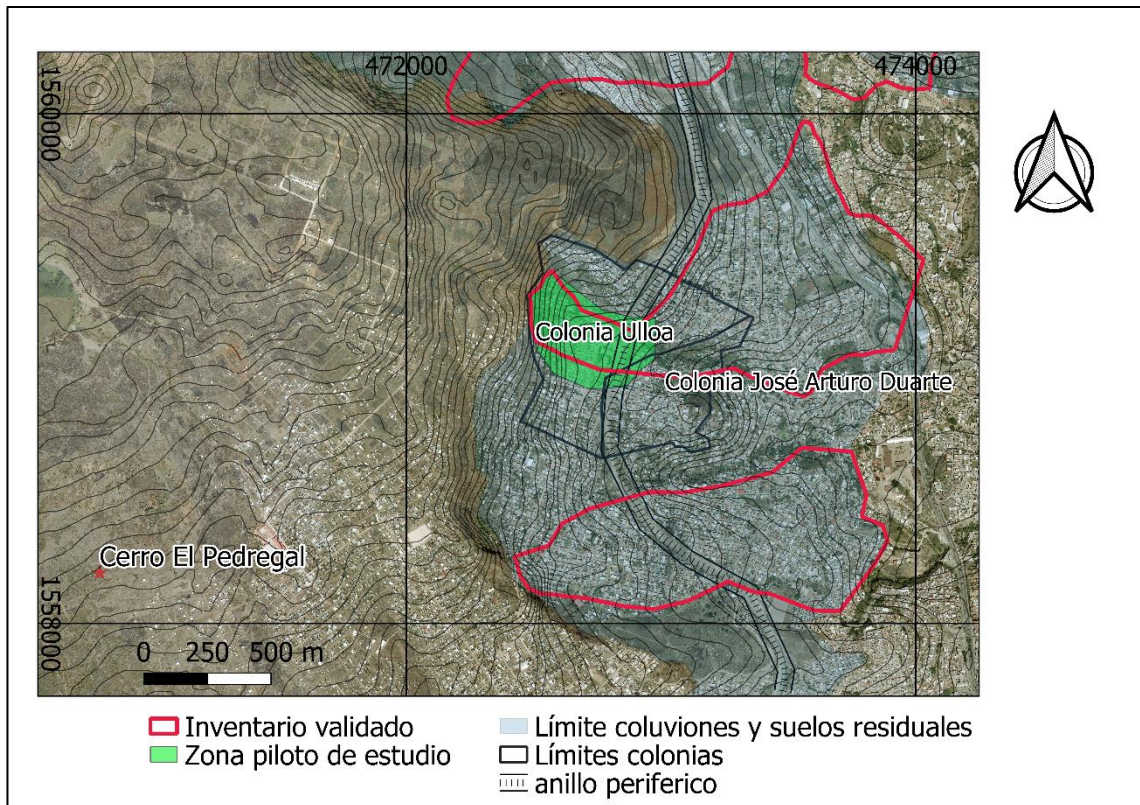 472000
474000
1560000
Colonia Ulloa
Colonia José Arturo Duarte
Cerro El Pedregal
1558000
0 250 500 m
Inventario validado
Límite coluviones y suelos residuales
Zona piloto de estudio
Límites colonias
anillo periferico